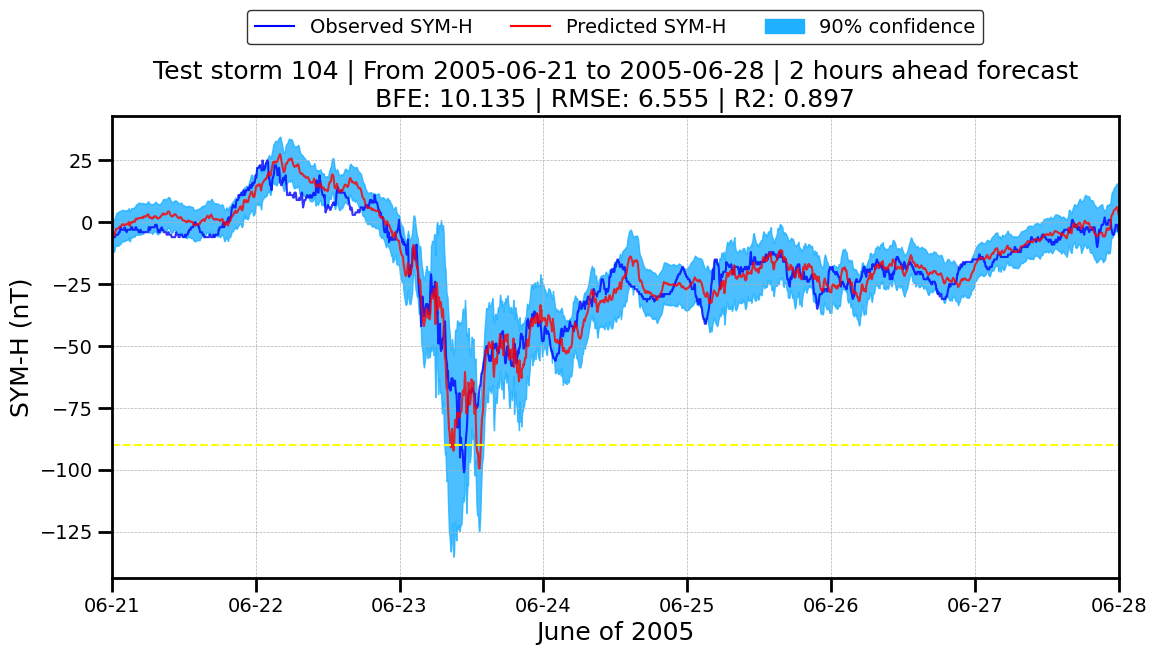 Observed SYM-H Predicted SYM-H 90% confidence
Test storm 104 | From 2005-06-21 to 2005-06-28 | 2 hours ahead forecast
BFE: 10.135 | RMSE: 6.555 | R2: 0.897
SYM-H (nT)
25
0
−25
−50
−75
−100
−125
06-21 06-22 06-23 06-24 06-25 06-26 06-27 06-28
June of 2005